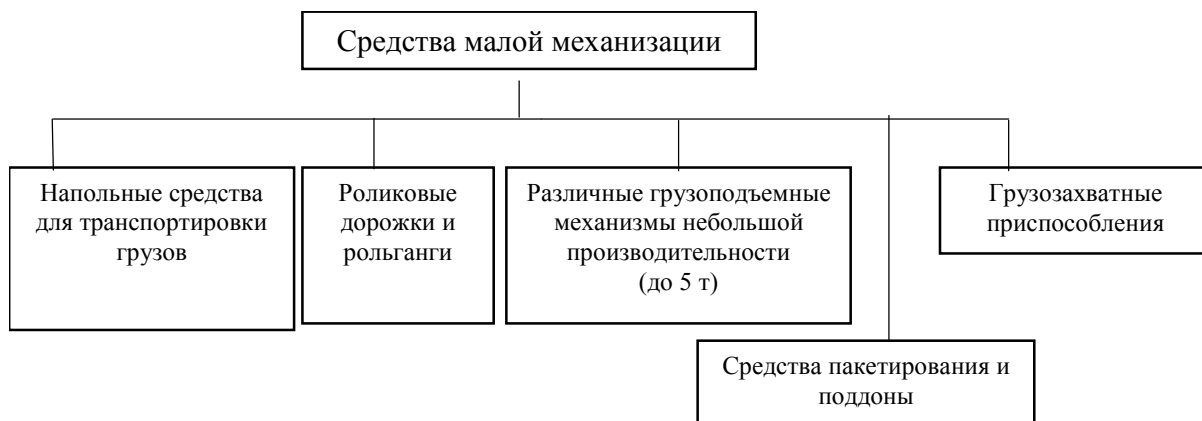 Средства малой механизации
Напольные средства
для транспортировки
грузов
Роликовые
дорожки и
рольганги
Различные грузоподъемные
механизмы небольшой
производительности
(до 5 т)
Грузозахватные
приспособления
Средства пакетирования и
поддоны